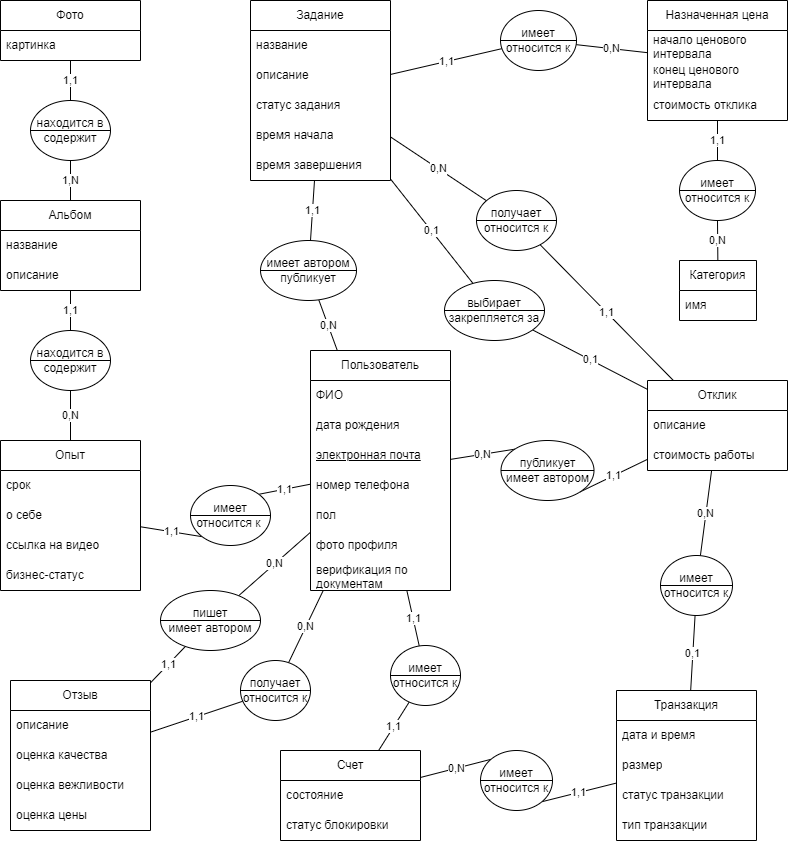 Фото
картинка
1,1
находится в
содержит
1,N
Альбом
название
описание
1,1
находится в
содержит
0,N
Опыт
срок
о себе
ссылка на видео
бизнес-статус
1,1
имеет
относится к
1,1
Задание
название
описание
статус задания
время начала
время завершения
1,1
имеет
относится к
0,N
Назначенная цена
начало ценового
интервала
конец ценового
интервала
стоимость отклика
1,1
имеет
относится к
0,N
Категория
имя
0,N
получает
относится к
1,1
0,1
выбирает
закрепляется за
0,1
1,1
имеет автором
публикует
0,N
Пользователь
ФИО
дата рождения
электронная почта
номер телефона
пол
фото профиля
верификация по
документам
0,N
публикует
имеет автором
1,1
Отклик
описание
стоимость работы
0,N
имеет
относится к
0,1
0,N
пишет
имеет автором
1,1
0,N
получает
относится к
1,1
Отзыв
описание
оценка качества
оценка вежливости
оценка цены
1,1
имеет
относится к
1,1
Счет
состояние
статус блокировки
0,N
имеет
относится к
1,1
Транзакция
дата и время
размер
статус транзакции
тип транзакции